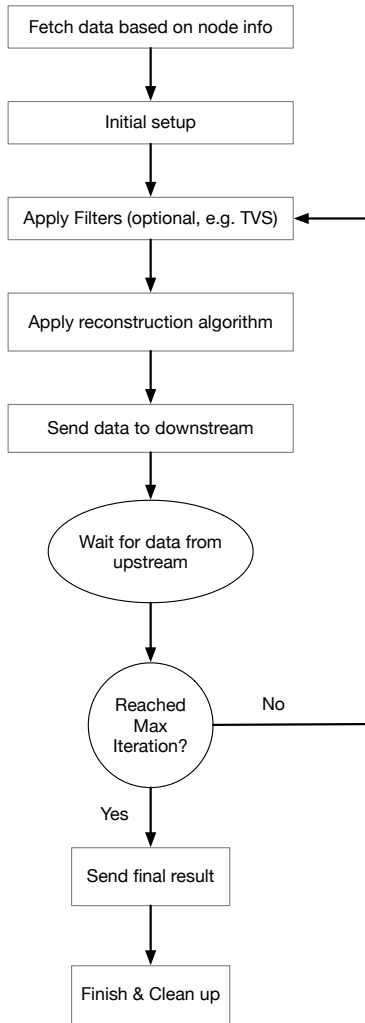 Fetch data based on node info
Initial setup
Apply Filters (optional, e.g. TVS)
Apply reconstruction algorithm
Send data to downstream
Wait for data from
upstream
Reached
Max
Iteration?
No
Yes
Send final result
Finish & Clean up